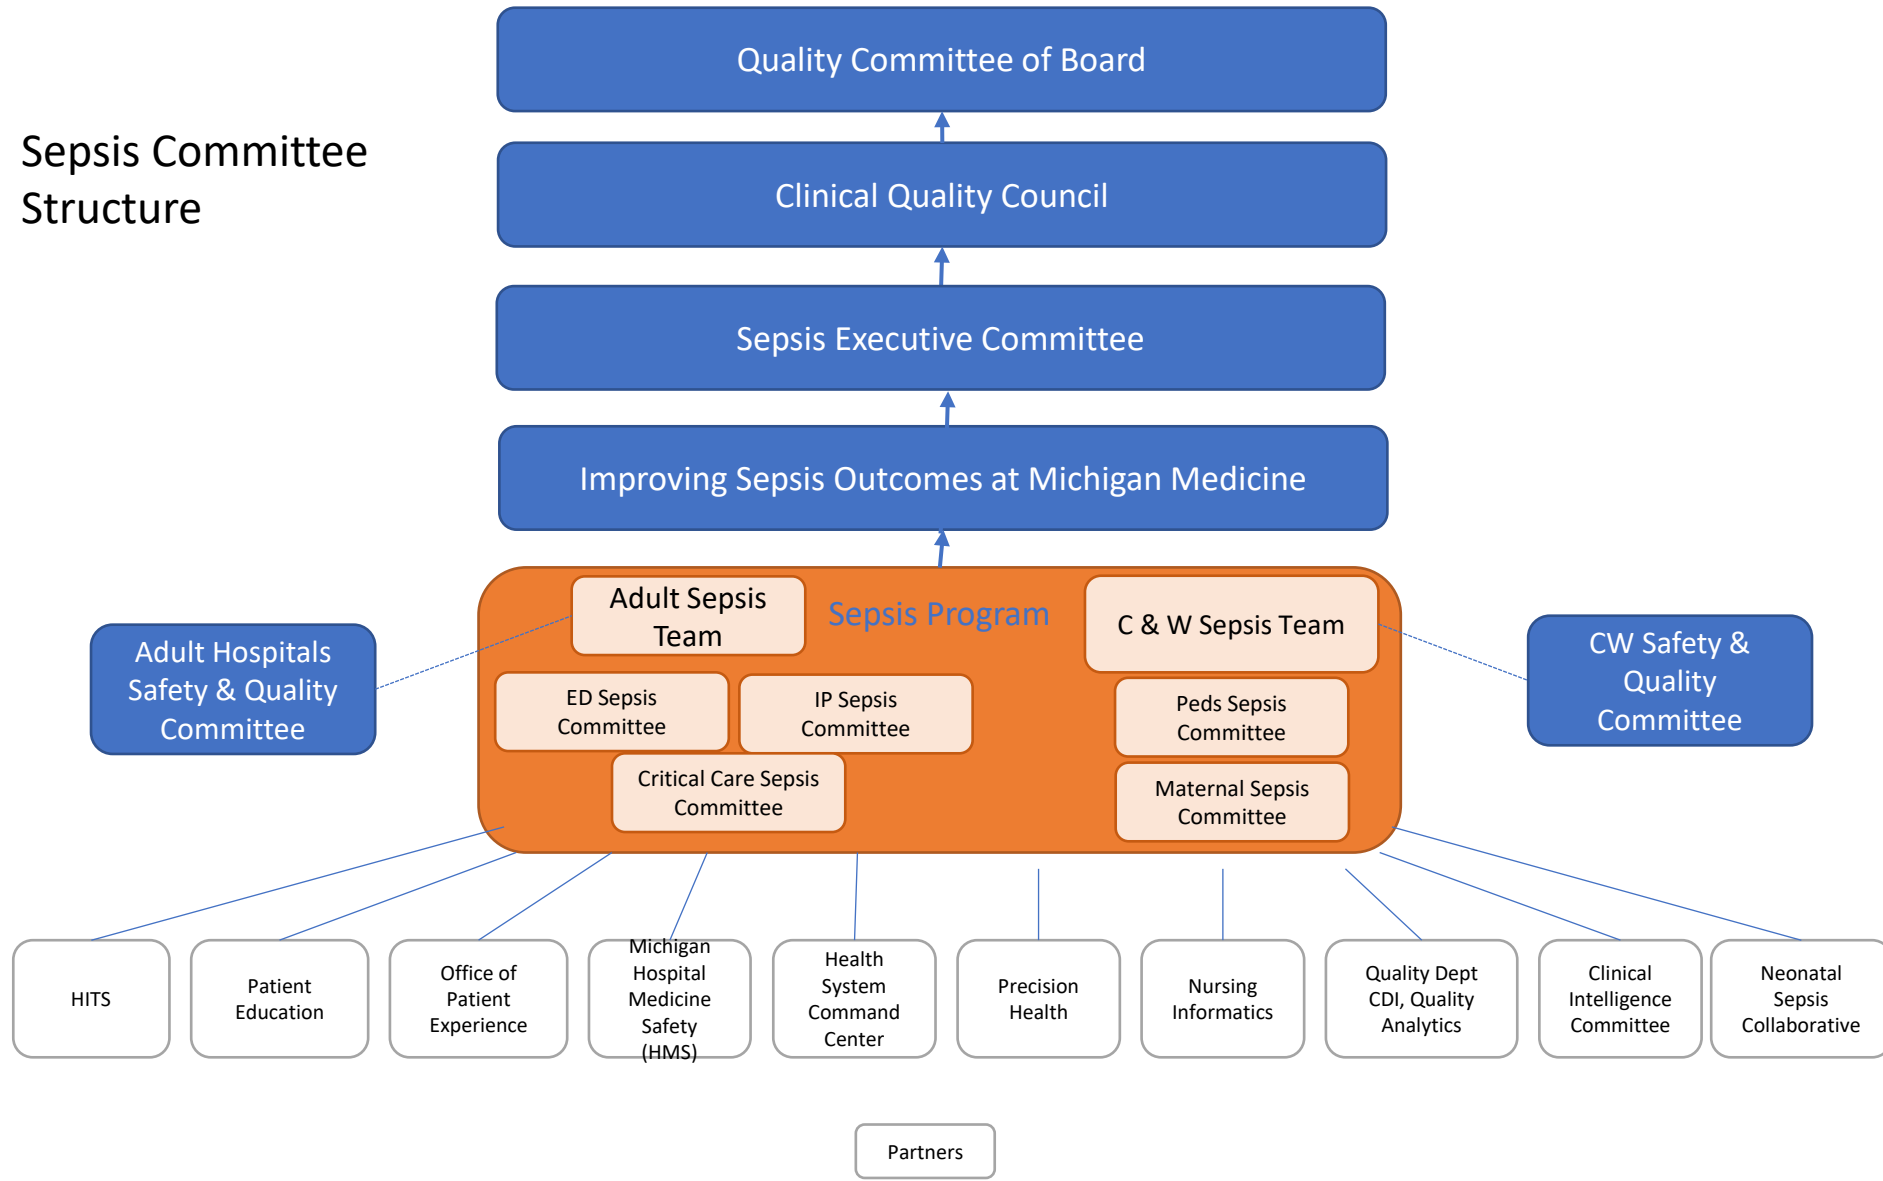 Quality Committee of Board
Sepsis Committee
Structure
Clinical Quality Council
Sepsis Executive Committee
Improving Sepsis Outcomes at Michigan Medicine
Sepsis Program
Adult Sepsis
Team
C & W Sepsis Team
Adult Hospitals
Safety & Quality
Committee
CW Safety &
Quality
Committee
ED Sepsis
Committee
IP Sepsis
Committee
Peds Sepsis
Committee
Critical Care Sepsis
Committee
Maternal Sepsis
Committee
HITS
Patient
Education
Office of
Patient
Experience
Michigan
Hospital
Medicine
Safety
(HMS)
Health
System
Command
Center
Precision
Health
Nursing
Informatics
Quality Dept
CDI, Quality
Analytics
Clinical
Intelligence
Committee
Neonatal
Sepsis
Collaborative
Partners